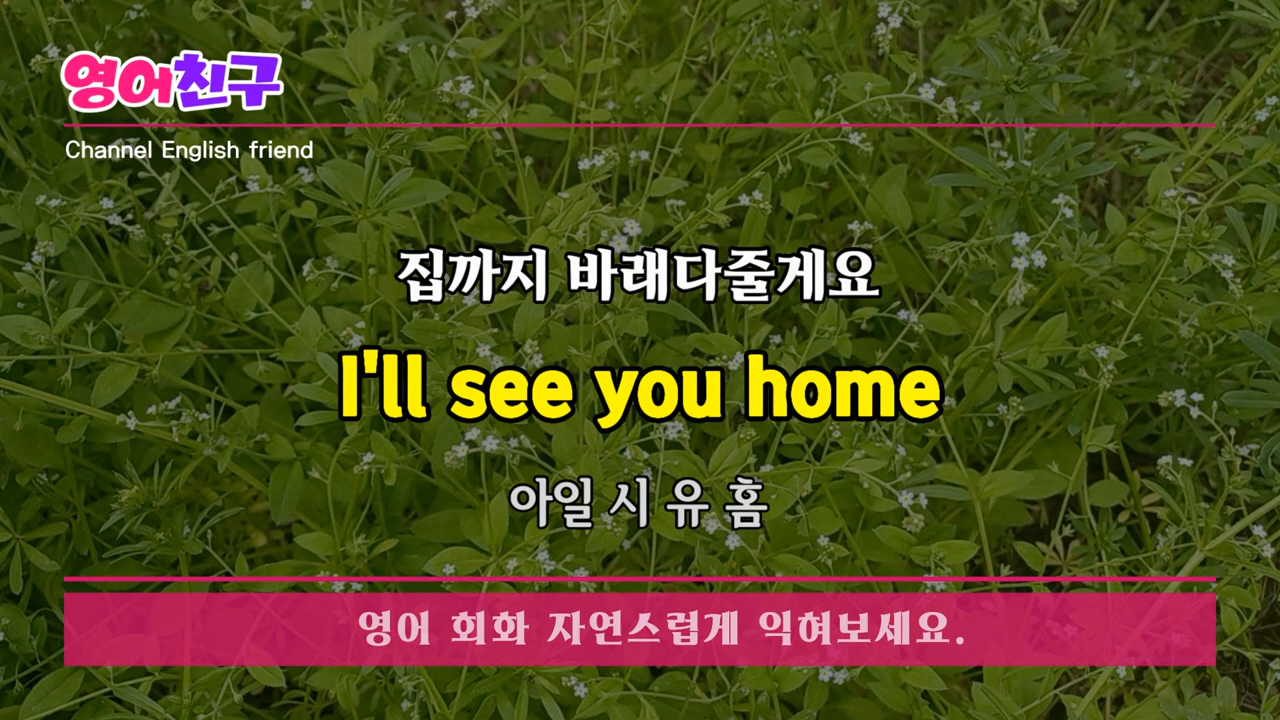 영어친구
Channel English friend
집까지 바래다줄게요
I'll see you home
아일 시 유 홈
영어 회화 자연스럽게 익혀보세요.